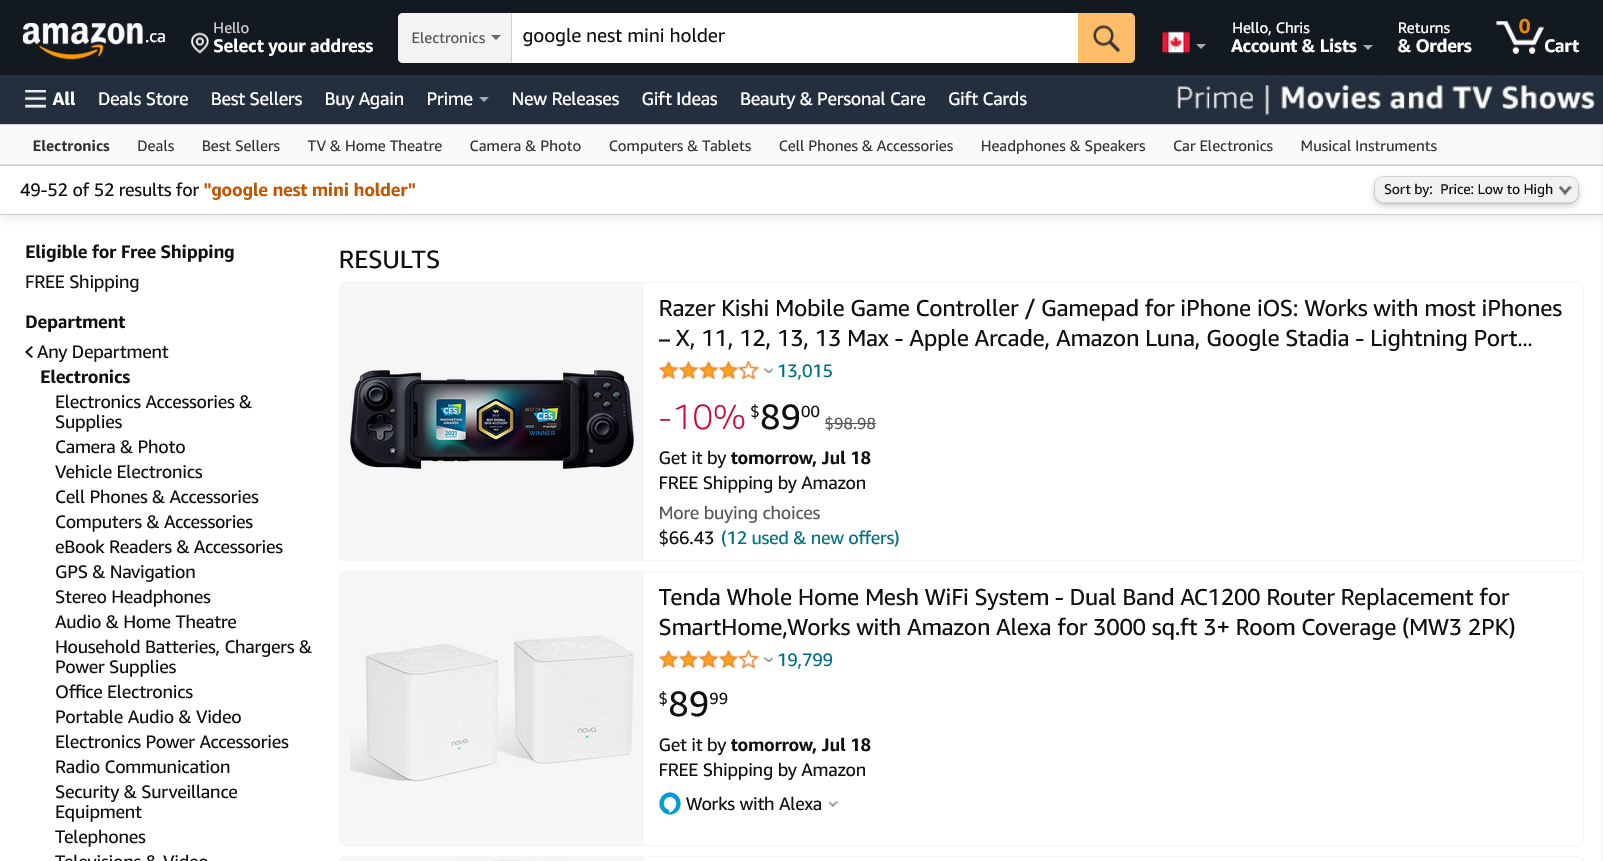 amazon.ca
Hello
Select your address
Electronics
google nest mini holder
Hello, Chris
Account & Lists
Returns
& Orders
0
Cart
All
Deals Store
Best Sellers
Buy Again
Prime
New Releases
Gift Ideas
Beauty & Personal Care
Gift Cards
Prime | Movies and TV Shows
Electronics
Deals
Best Sellers
TV & Home Theatre
Camera & Photo
Computers & Tablets
Cell Phones & Accessories
Headphones & Speakers
Car Electronics
Musical Instruments
49-52 of 52 results for "google nest mini holder"
Sort by: Price: Low to High
Eligible for Free Shipping
FREE Shipping
Department
Any Department
Electronics
Electronics Accessories &
Supplies
Camera & Photo
Vehicle Electronics
Cell Phones & Accessories
Computers & Accessories
eBook Readers & Accessories
GPS & Navigation
Stereo Headphones
Audio & Home Theatre
Household Batteries, Chargers &
Power Supplies
Office Electronics
Portable Audio & Video
Electronics Power Accessories
Radio Communication
Security & Surveillance
Equipment
Telephones
Televisions & Video
RESULTS
CES
2021
CES
WINNER
Razer Kishi Mobile Game Controller / Gamepad for iPhone iOS: Works with most iPhones
– X, 11, 12, 13, 13 Max - Apple Arcade, Amazon Luna, Google Stadia - Lightning Port...
13,015
-10% $8900 $98.98
Get it by tomorrow, Jul 18
FREE Shipping by Amazon
More buying choices
$66.43 (12 used & new offers)
nova
nova
Tenda Whole Home Mesh WiFi System - Dual Band AC1200 Router Replacement for
SmartHome,Works with Amazon Alexa for 3000 sq.ft 3+ Room Coverage (MW3 2PK)
19,799
$8999
Get it by tomorrow, Jul 18
FREE Shipping by Amazon
Works with Alexa